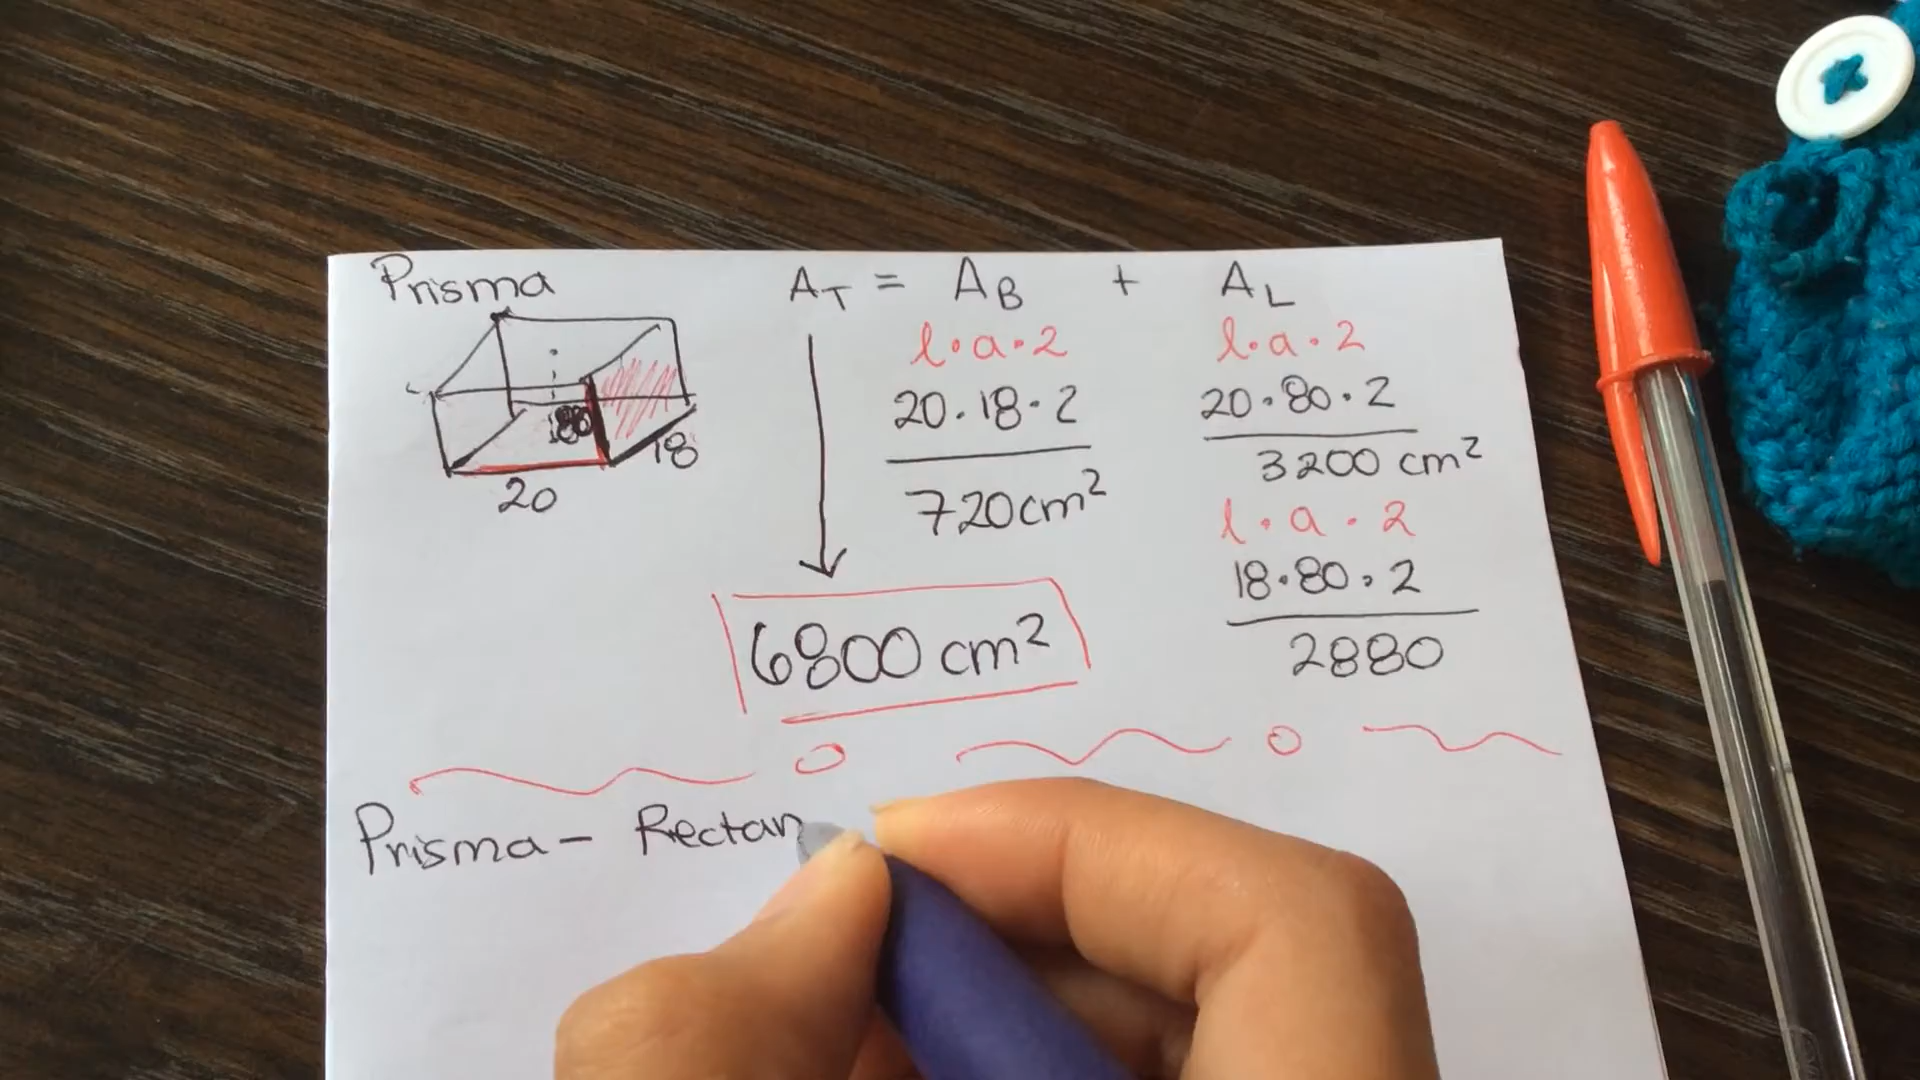 Prisma
A_T = A_B + A_L
l·a·2
l·a·2
20·18·2
20·80·2
720cm²
3200 cm²
l·a·2
18·80·2
2880
80
18
20
6800 cm²
Prisma - Rectan